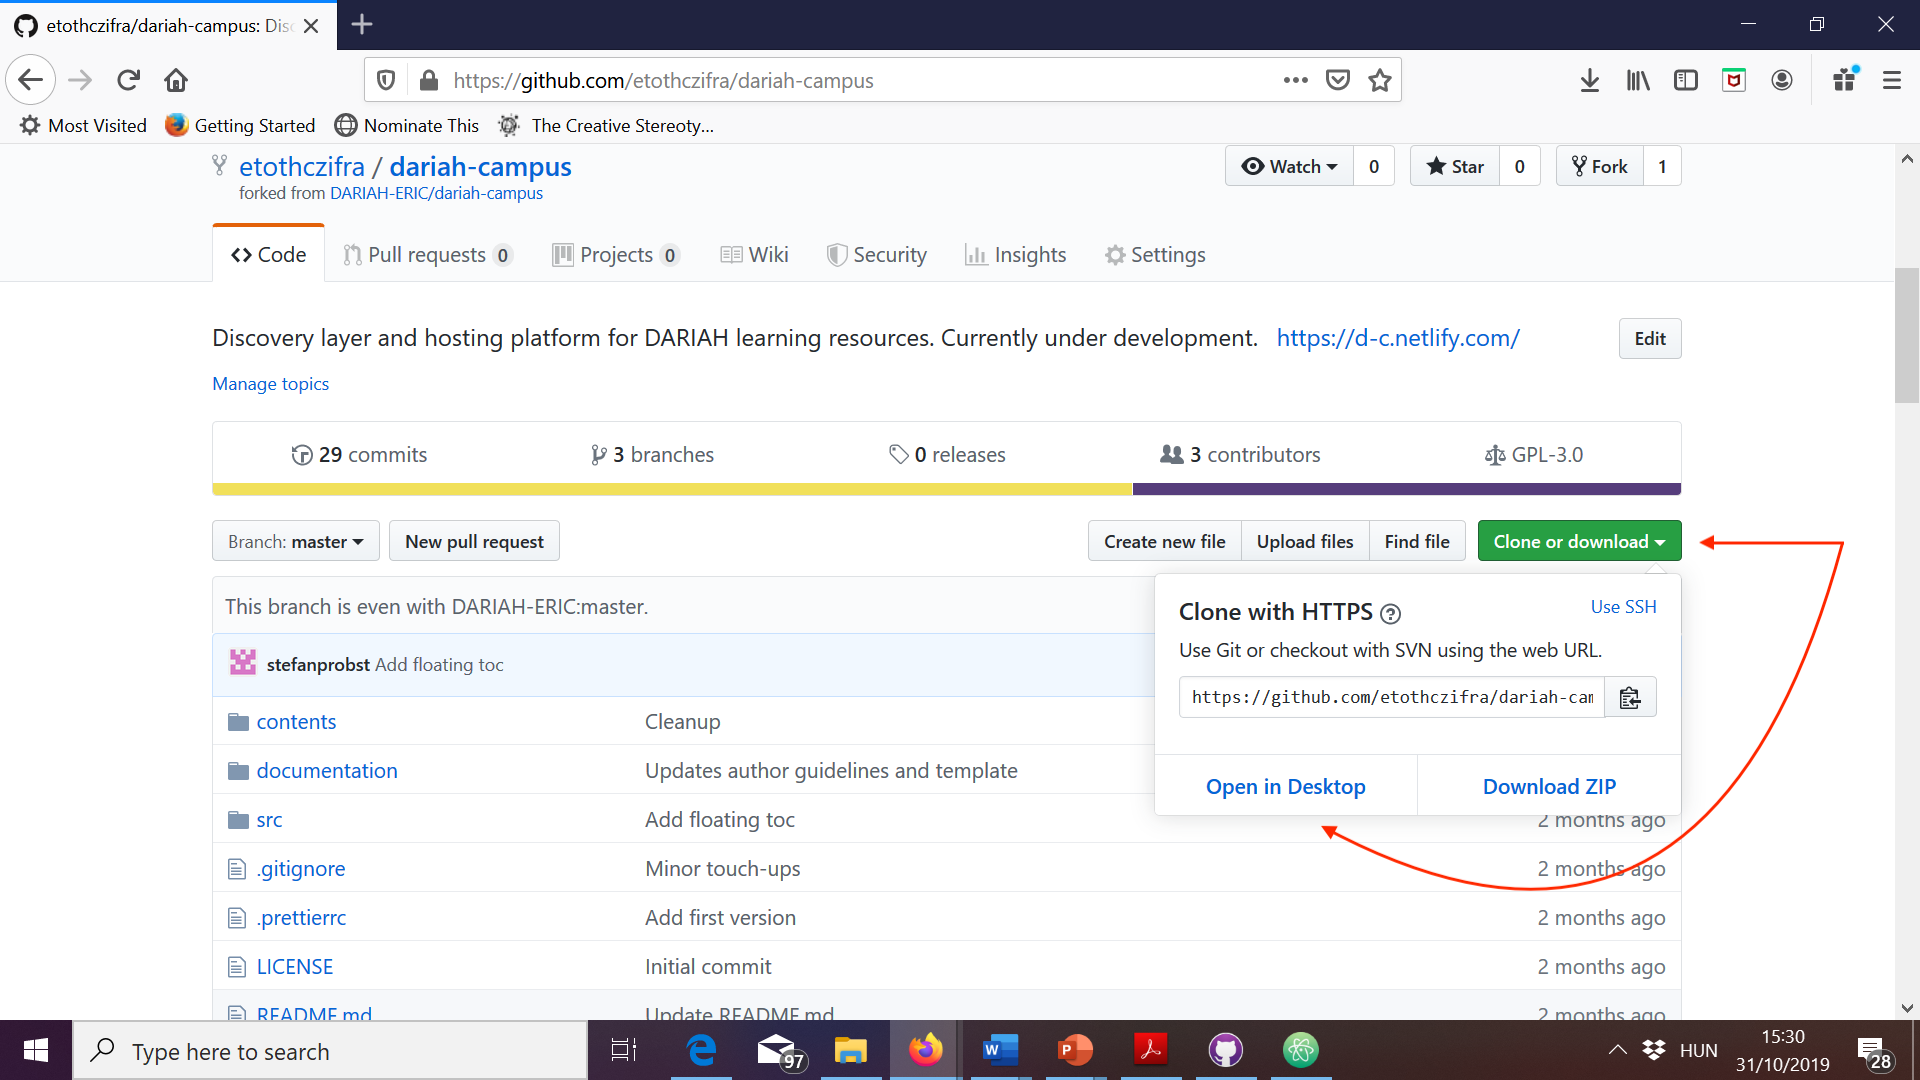 etothczifra/dariah-campus: Dis
https://github.com/etothczifra/dariah-campus
Most Visited Getting Started Nominate This The Creative Stereoty...
etothczifra / dariah-campus
Watch 0 Star 0 Fork 1
forked from DARIAH-ERIC/dariah-campus
Code Pull requests 0 Projects 0 Wiki Security Insights Settings
Discovery layer and hosting platform for DARIAH learning resources. Currently under development. https://d-c.netlify.com/ Edit
Manage topics
29 commits 3 branches 0 releases 3 contributors GPL-3.0
Branch: master New pull request Create new file Upload files Find file Clone or download
This branch is even with DARIAH-ERIC:master.
Clone with HTTPS ? Use SSH
Use Git or checkout with SVN using the web URL.
stefanprobst Add floating toc
https://github.com/etothczifra/dariah-cam
contents Cleanup
documentation Updates author guidelines and template
Open in Desktop Download ZIP
src Add floating toc 2 months ago
.gitignore Minor touch-ups 2 months ago
.prettierrc Add first version 2 months ago
LICENSE Initial commit 2 months ago
README.md Update README.md 2 months ago
Type here to search 97 HUN 15:30
31/10/2019 28